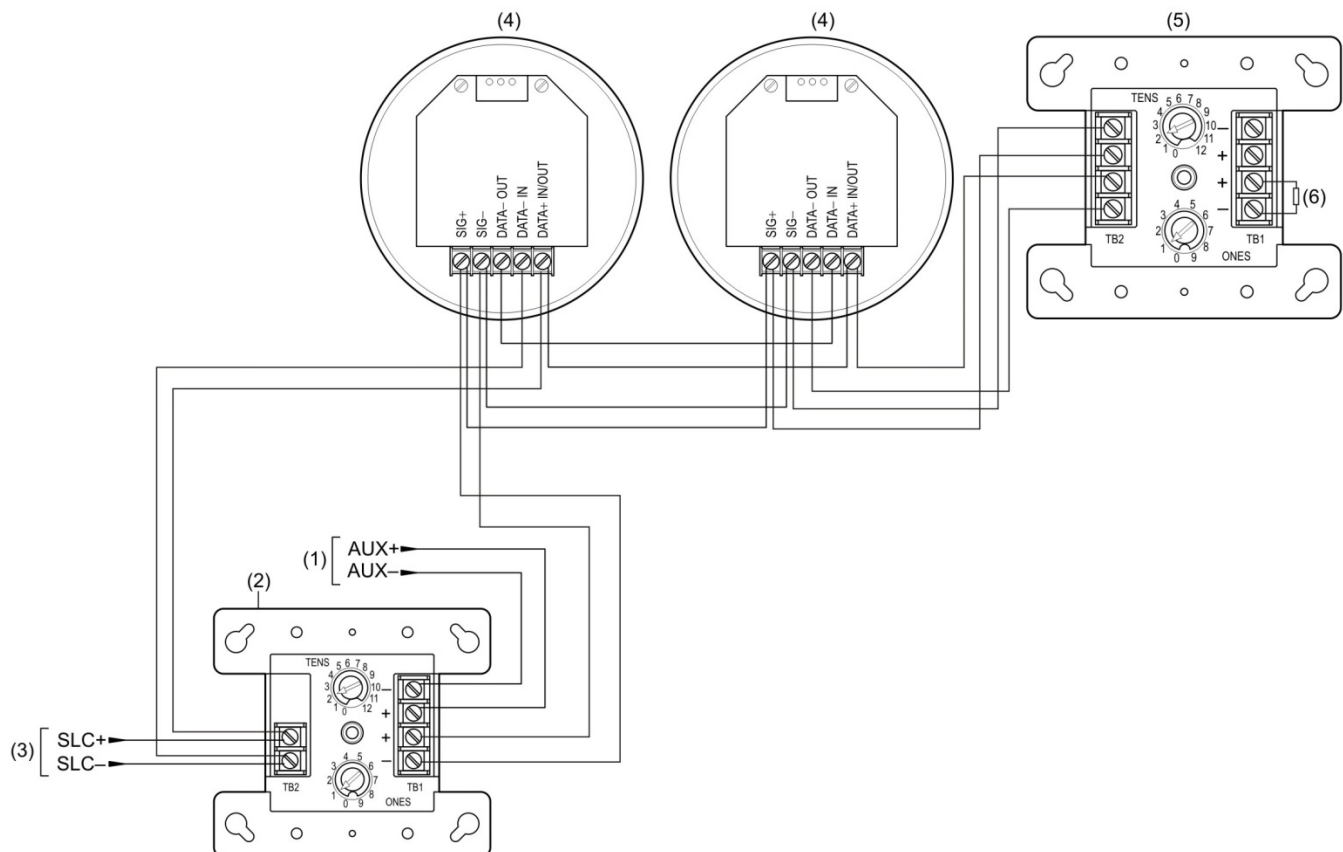 (4)
(4)
(5)
SIG+
SIG–
DATA– OUT
DATA– IN
DATA+ IN/OUT
SIG+
SIG–
DATA– OUT
DATA– IN
DATA+ IN/OUT
TENS
0 1 2 3 4 5 6 7 8 9 10 11 12
–
+
+
–
(6)
0 1 2 3 4 5 6 7 8 9
TB2
TB1
ONES
(1)
AUX+
AUX–
(2)
TENS
0 1 2 3 4 5 6 7 8 9 10 11 12
–
+
+
–
(3)
SLC+
SLC–
0 1 2 3 4 5 6 7 8 9
TB2
TB1
ONES